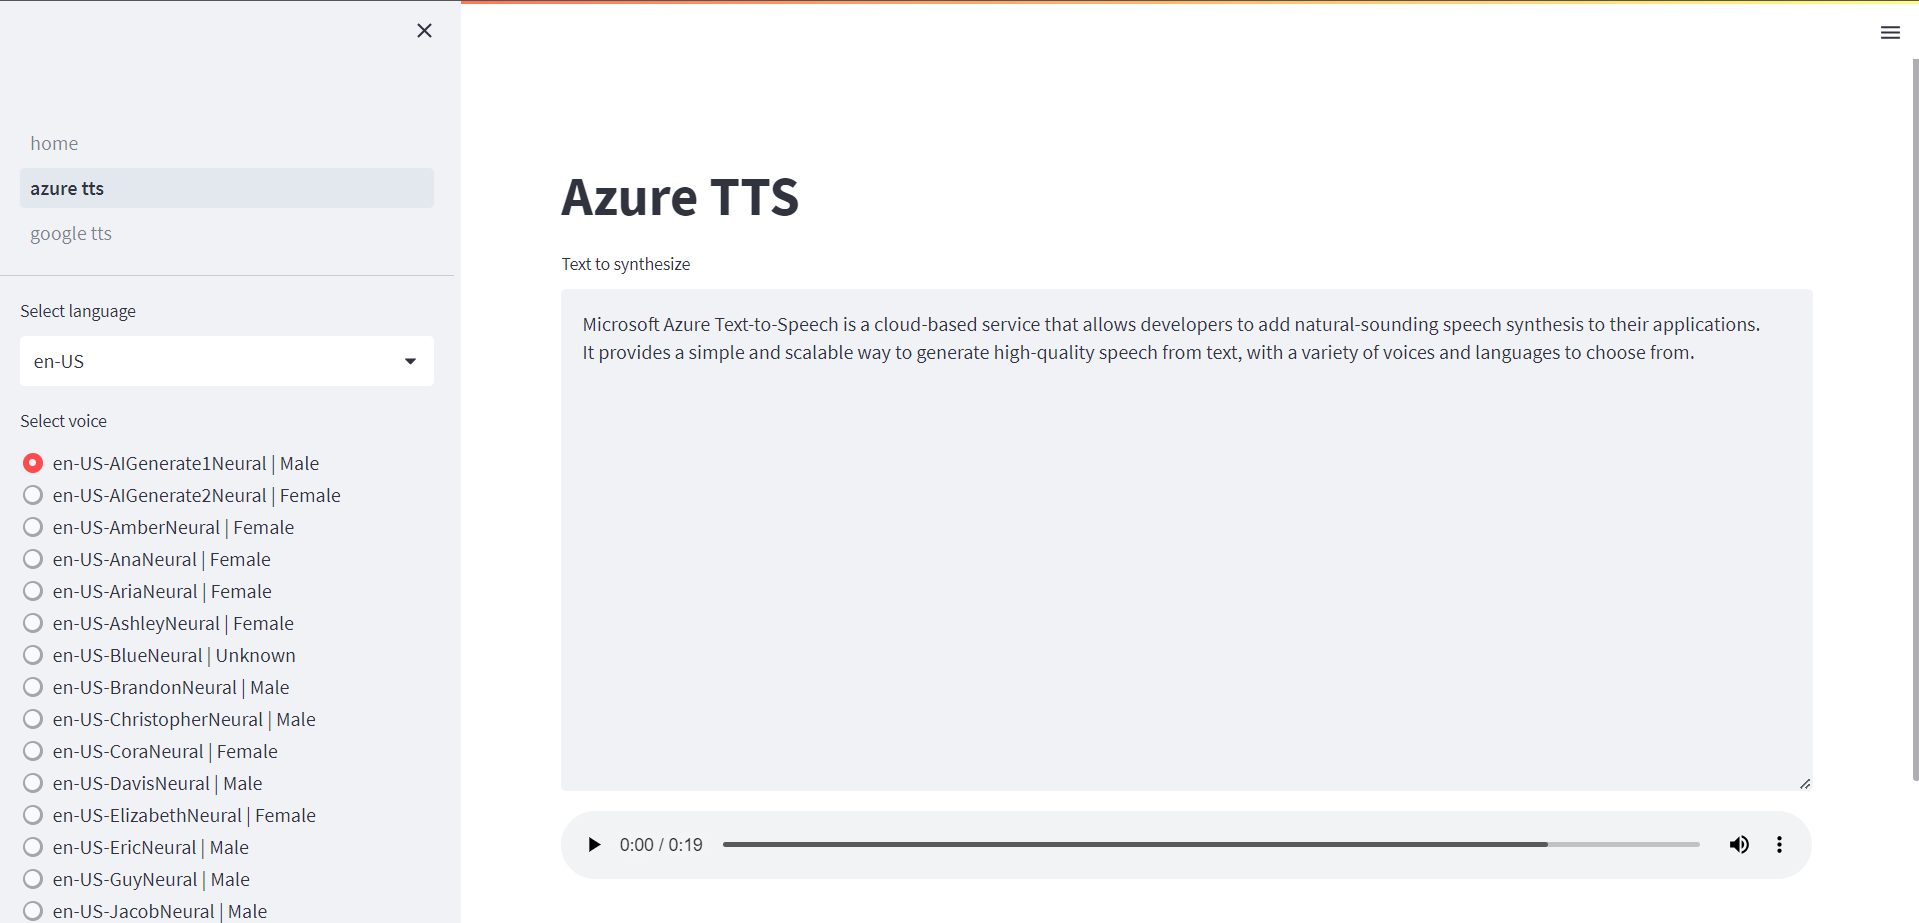 home
azure tts
google tts
Select language
en-US
Select voice
en-US-AIGenerate1Neural | Male
en-US-AIGenerate2Neural | Female
en-US-AmberNeural | Female
en-US-AnaNeural | Female
en-US-AriaNeural | Female
en-US-AshleyNeural | Female
en-US-BlueNeural | Unknown
en-US-BrandonNeural | Male
en-US-ChristopherNeural | Male
en-US-CoraNeural | Female
en-US-DavisNeural | Male
en-US-ElizabethNeural | Female
en-US-EricNeural | Male
en-US-GuyNeural | Male
en-US-JacobNeural | Male
Azure TTS
Text to synthesize
Microsoft Azure Text-to-Speech is a cloud-based service that allows developers to add natural-sounding speech synthesis to their applications.
It provides a simple and scalable way to generate high-quality speech from text, with a variety of voices and languages to choose from.
0:00 / 0:19